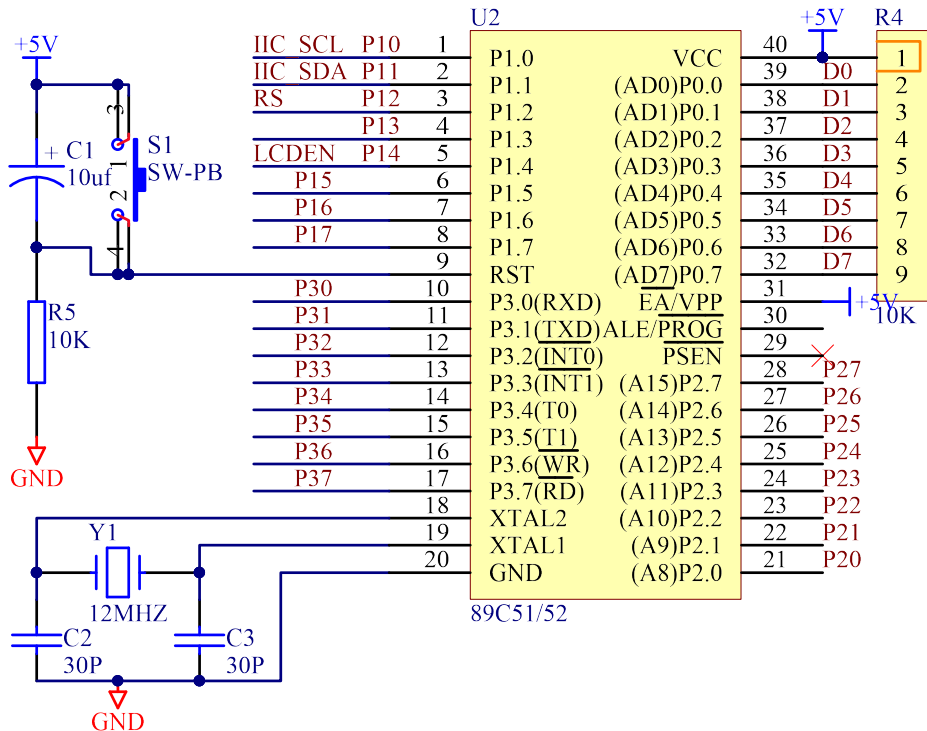 U2
+5V
R4
+5V
IIC SCL P10 1 P1.0 VCC 40 1
IIC SDA P11 2 P1.1 (AD0)P0.0 39 D0 2
RS P12 3 P1.2 (AD1)P0.1 38 D1 3
P13 4 P1.3 (AD2)P0.2 37 D2 4
LCDEN P14 5 P1.4 (AD3)P0.3 36 D3 5
P15 6 P1.5 (AD4)P0.4 35 D4 6
P16 7 P1.6 (AD5)P0.5 34 D5 7
P17 8 P1.7 (AD6)P0.6 33 D6 8
9 RST (AD7)P0.7 32 D7 9
P30 10 P3.0(RXD) EA/VPP 31 +5V
10K
P31 11 P3.1(TXD) ALE/PROG 30
P32 12 P3.2(INT0) PSEN 29
P33 13 P3.3(INT1) (A15)P2.7 28 P27
P34 14 P3.4(T0) (A14)P2.6 27 P26
P35 15 P3.5(T1) (A13)P2.5 26 P25
P36 16 P3.6(WR) (A12)P2.4 25 P24
P37 17 P3.7(RD) (A11)P2.3 24 P23
18 XTAL2 (A10)P2.2 23 P22
19 XTAL1 (A9)P2.1 22 P21
20 GND (A8)P2.0 21 P20
89C51/52
+ C1
10uf
3
1
2
4
S1
SW-PB
R5
10K
GND
Y1
12MHZ
C2
30P
C3
30P
GND